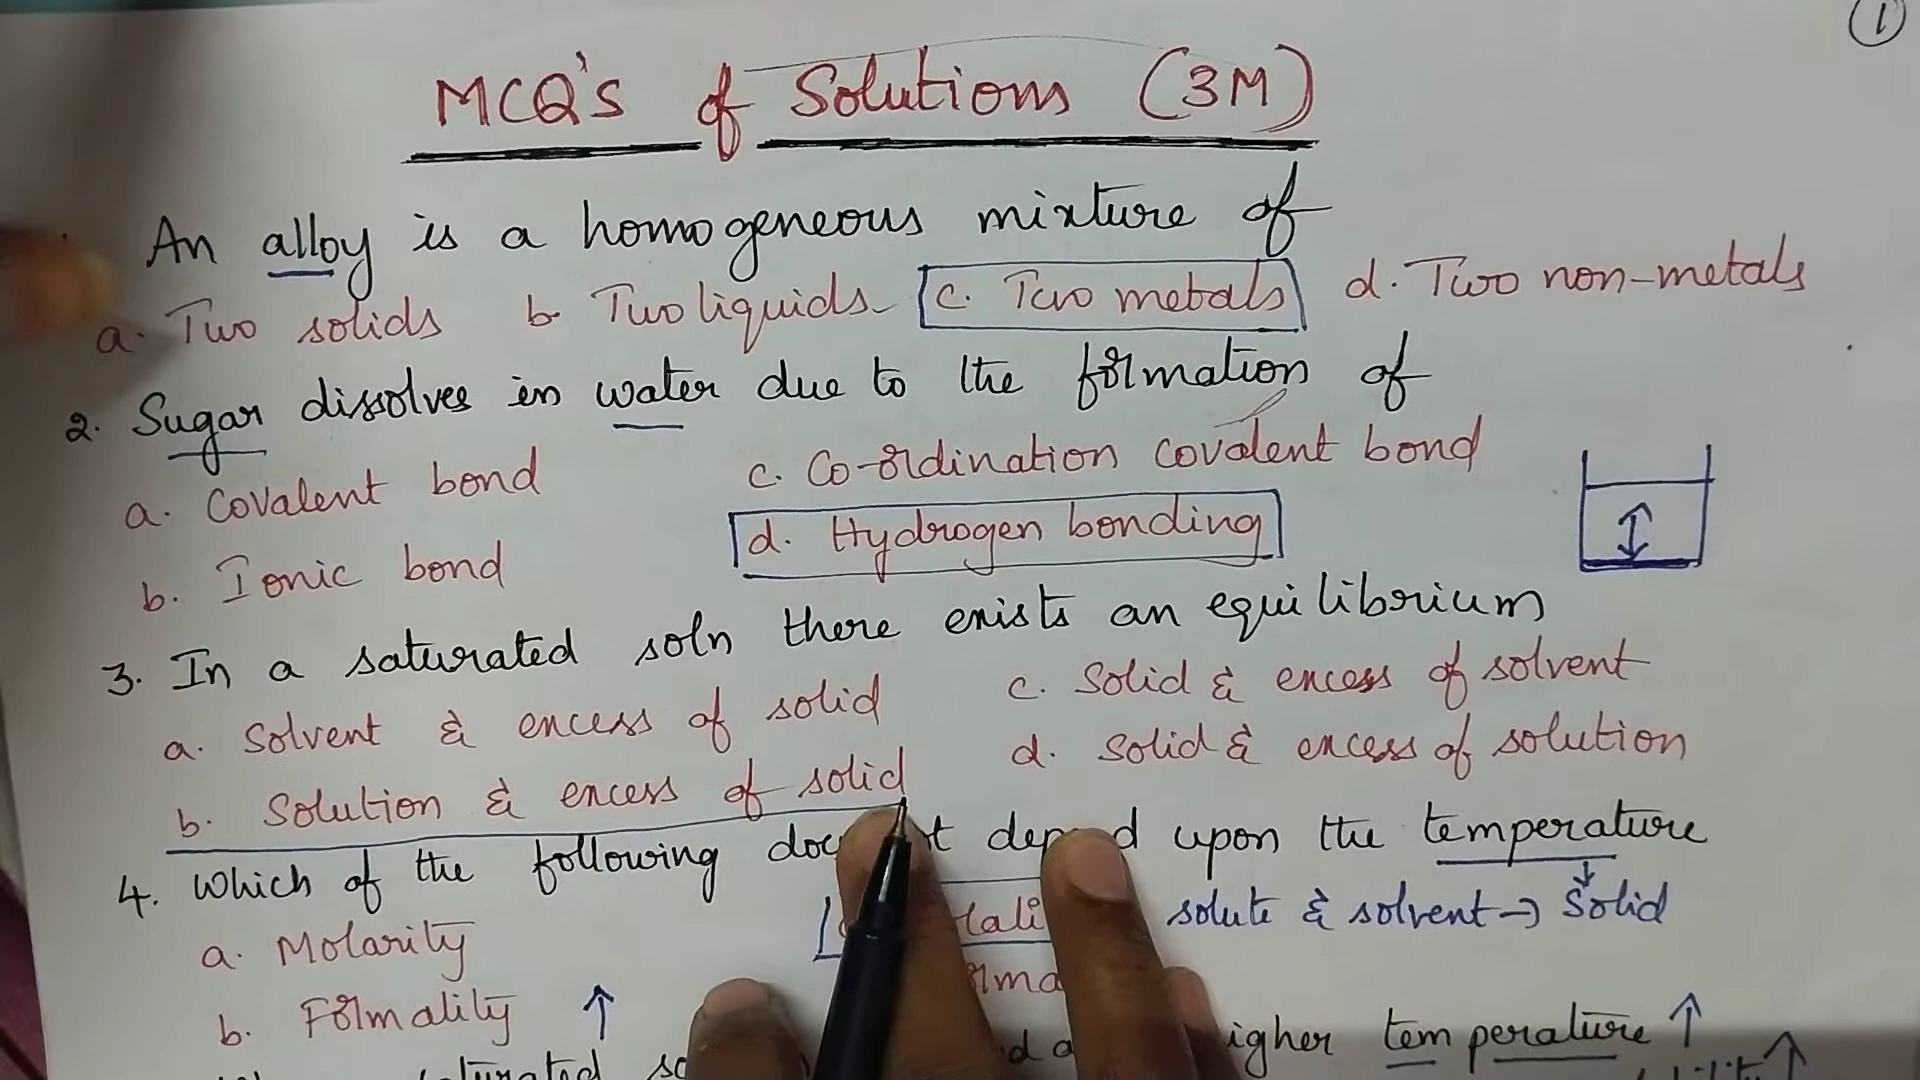 1
MCQ's of Solutions (3M)
An alloy is a homogeneous mixture of
a. Two solids b. Two liquids c. Two metals d. Two non-metals
2. Sugar dissolves in water due to the formation of
a. Covalent bond c. Co-ordination covalent bond
b. Ionic bond d. Hydrogen bonding
3. In a saturated soln there exists an equilibrium
a. Solvent & excess of solid c. Solid & excess of solvent
b. Solution & excess of solid d. Solid & excess of solution
4. Which of the following upon the temperature
a. Molarity solute & solvent → Solid
b. Formality ↑
temperature ↑